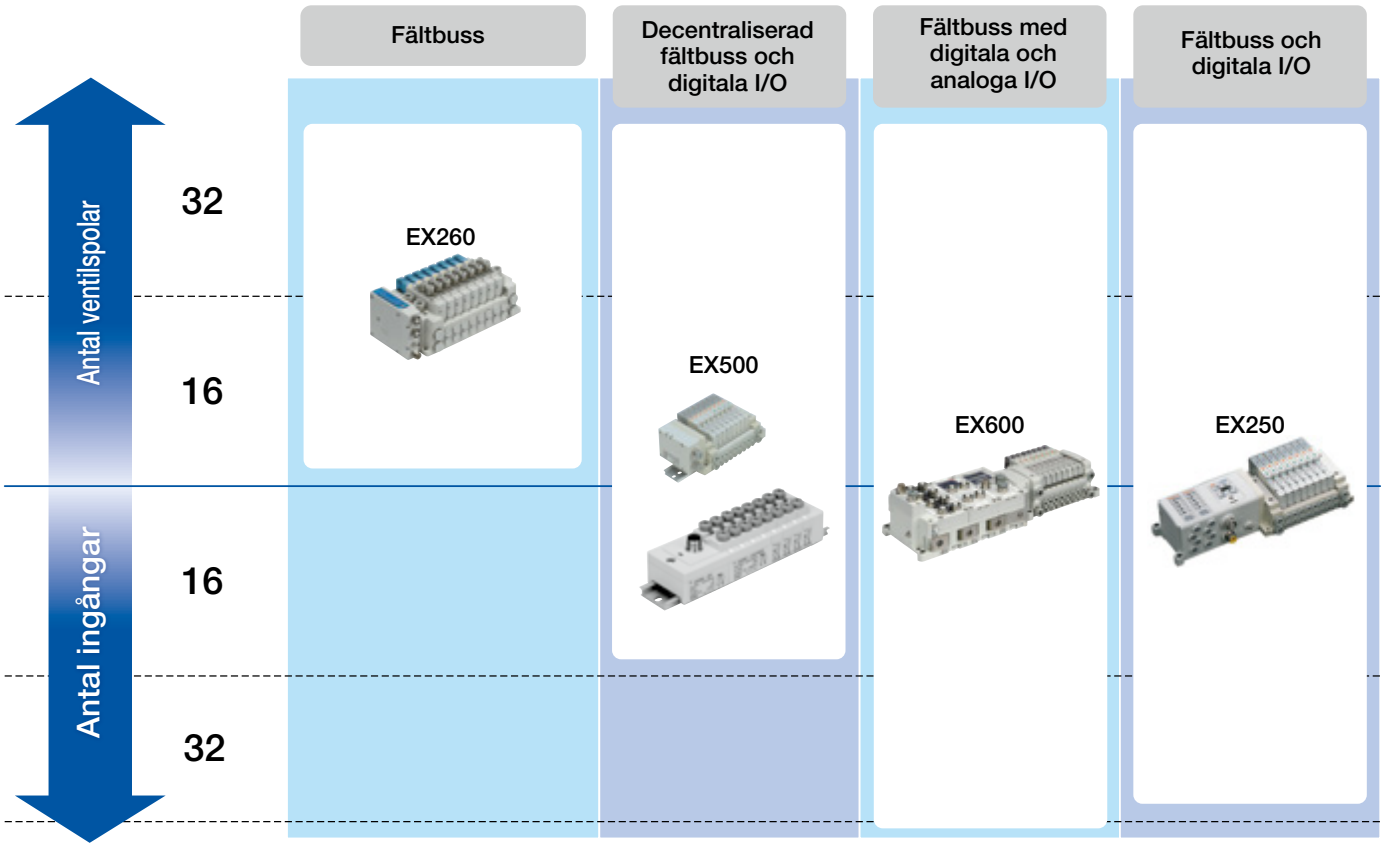 Fältbuss
Decentraliserad
fältbuss och
digitala I/O
Fältbuss med
digitala och
analoga I/O
Fältbuss och
digitala I/O
Antal ventilspolar
32
16
Antal ingångar
16
32
EX260
EX500
EX600
EX250